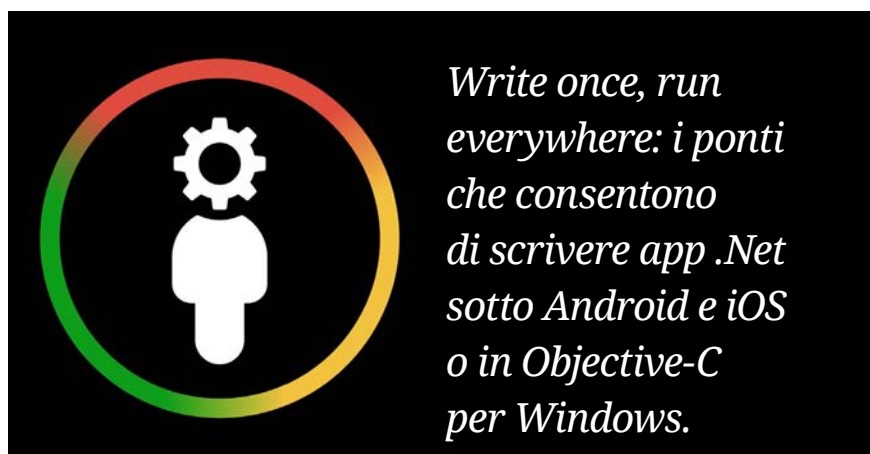 Write once, run
everywhere: i ponti
che consentono
di scrivere app .Net
sotto Android e iOS
o in Objective-C
per Windows.